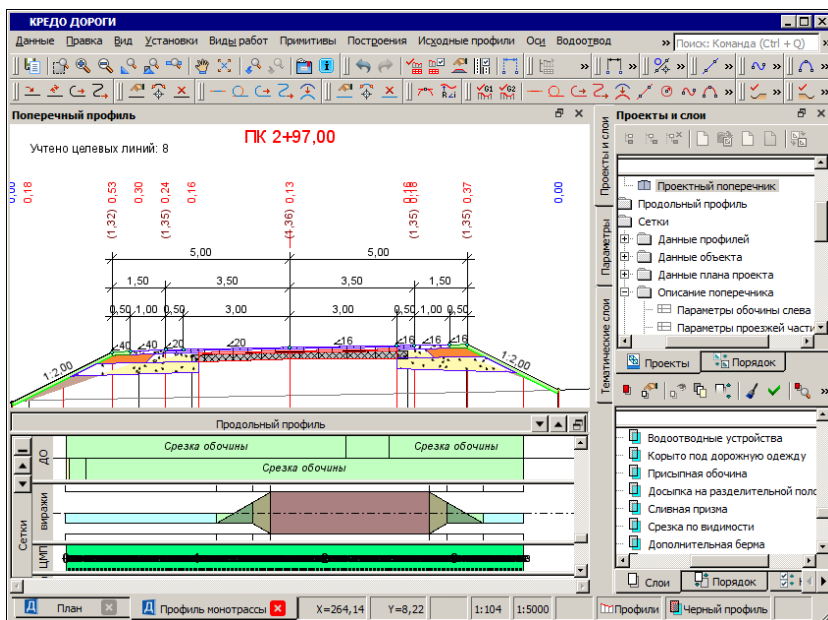 КРЕДО ДОРОГИ
Данные Правка Вид Установки Виды работ Примитивы Построения Исходные профили Оси Водоотвод » Поиск: Команда (Ctrl + Q)
Поперечный профиль
ПК 2+97,00
Учтено целевых линий: 8
0,00 0,18 0,53 0,30 0,24 0,16 0,13 0,18 0,37 0,00
(1,32) (1,35) (1,36) (1,35) (1,35)
5,00 5,00
1,50 3,50 3,50 1,50
0,50 1,00 0,50 3,00 3,00 0,50 1,00 0,50
40 40 20 20 16 16 16 16
1:2,00 1:2,00
Продольный профиль
Сетки
ДО
Срезка обочины Срезка обочины
Срезка обочины
виражи
ЦМП
1 2 3
Проекты и слои
Проекты и слои
Параметры
Тематические слои
Проектный поперечник
Продольный профиль
Сетки
Данные профилей
Данные объекта
Данные плана проекта
Описание поперечника
Параметры обочины слева
Параметры проезжей части
Проекты Порядок
Водоотводные устройства
Корыто под дорожную одежду
Присыпная обочина
Досыпка на разделительной поло
Сливная призма
Срезка по видимости
Дополнительная берма
Слои Порядок
План Профиль монотрассы X=264,14 Y=8,22 1:104 1:5000 Профили Черный профиль